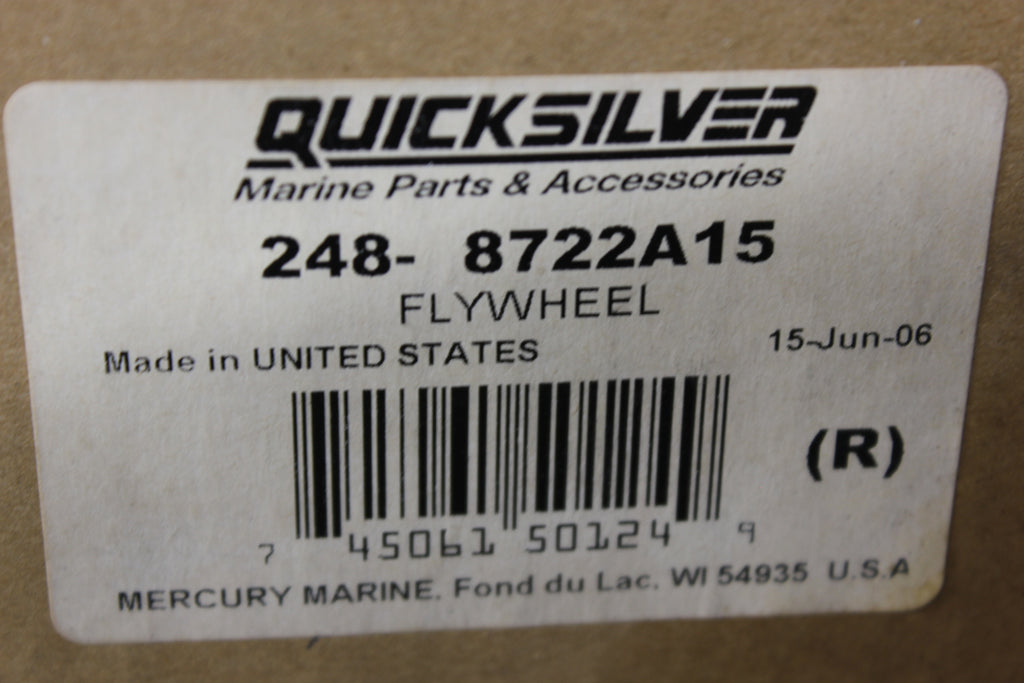 QUICKSILVER
Marine Parts & Accessories
248- 8722A15
FLYWHEEL
Made in UNITED STATES 15-Jun-06
(R)
7 45061 50124 9
MERCURY MARINE. Fond du Lac. WI 54935 U.S.A